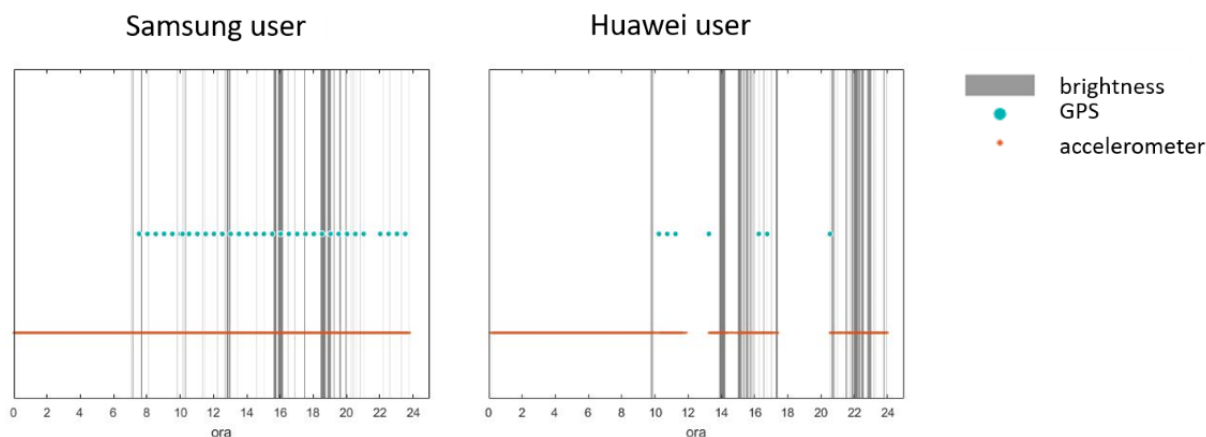 Samsung user
Huawei user
brightness
GPS
accelerometer
0 2 4 6 8 10 12 14 16 18 20 22 24
ora
0 2 4 6 8 10 12 14 16 18 20 22 24
ora